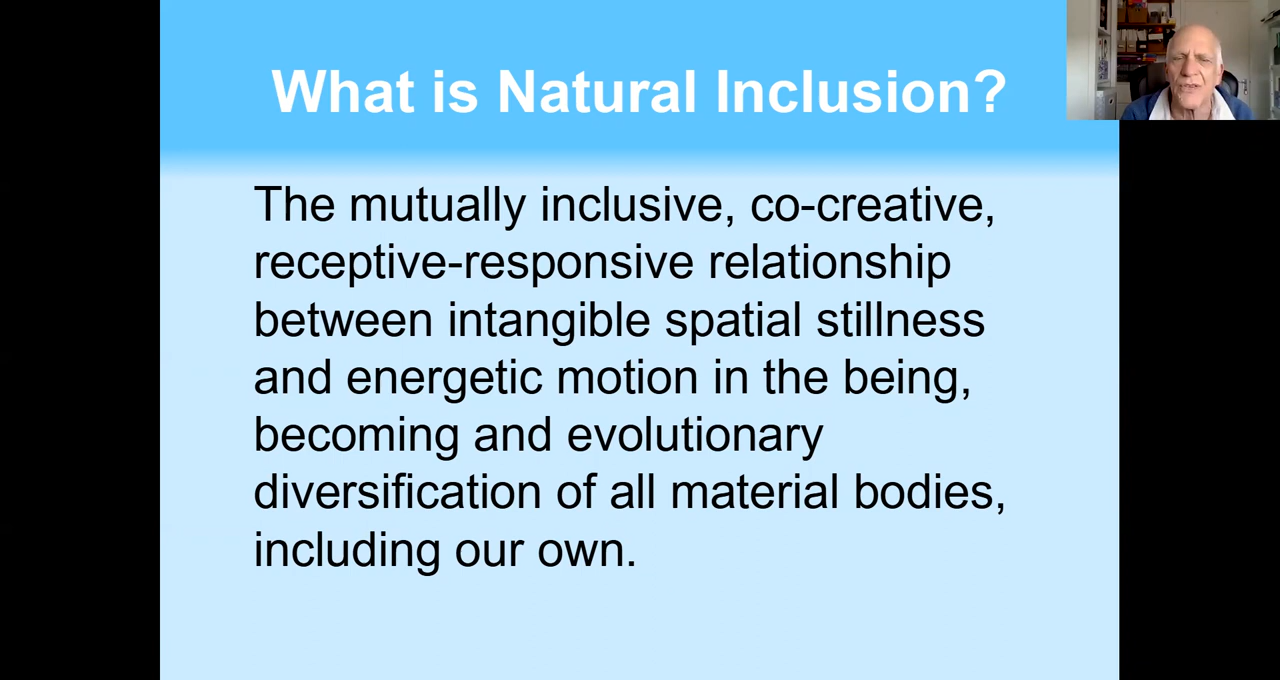 What is Natural Inclusion?
The mutually inclusive, co-creative,
receptive-responsive relationship
between intangible spatial stillness
and energetic motion in the being,
becoming and evolutionary
diversification of all material bodies,
including our own.